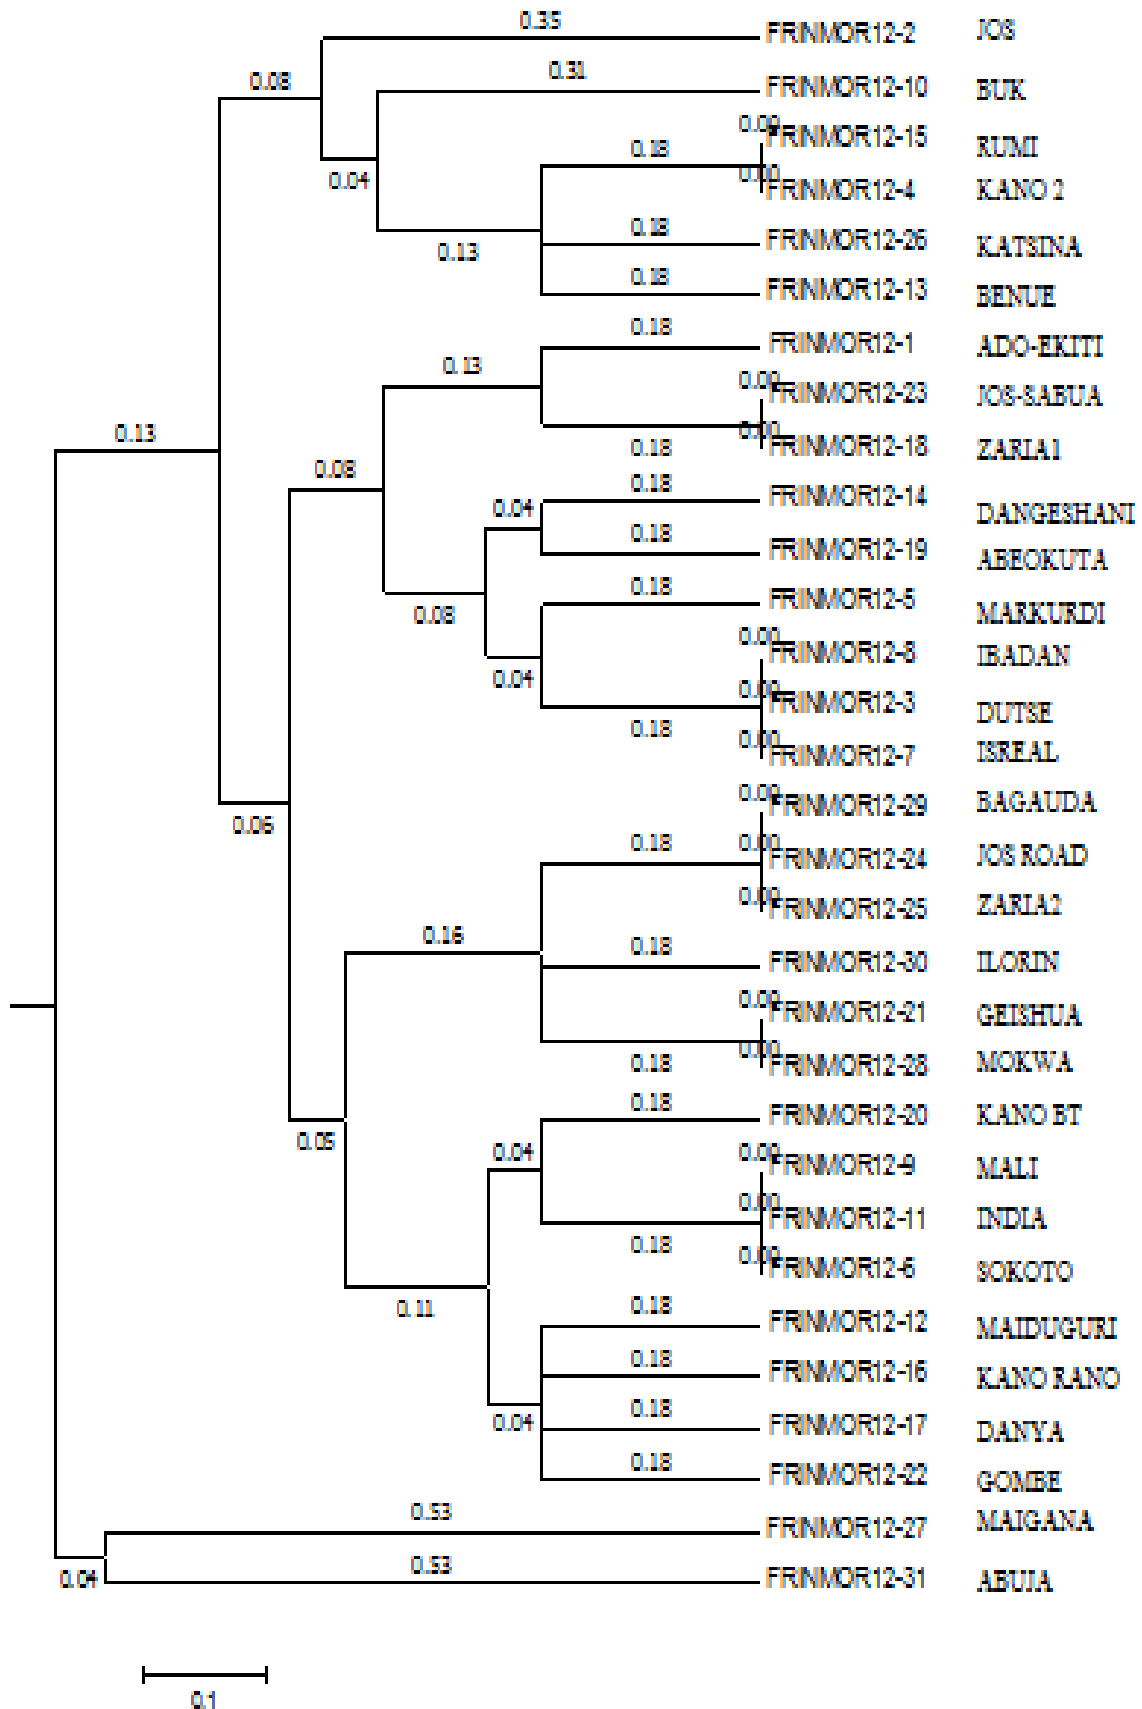 0.35
FRINMOR12-2 JOS
0.08
0.31
FRINMOR12-10 BUK
0.00
FRINMOR12-15 RUMI
0.18
0.04
0.00
FRINMOR12-4 KANO 2
0.18
FRINMOR12-26 KATSINA
0.13
0.18
FRINMOR12-13 BENUE
0.18
FRINMOR12-1 ADO-EKITI
0.13
0.00
FRINMOR12-23 JOS-SABUA
0.13
0.00
0.18
FRINMOR12-18 ZARIA1
0.08
0.18
FRINMOR12-14 DANGESHANI
0.04
0.18
FRINMOR12-19 ABEOKUTA
0.18
FRINMOR12-5 MARKURDI
0.08
0.00
FRINMOR12-8 IBADAN
0.04
0.00
FRINMOR12-3 DUTSE
0.18
0.00
FRINMOR12-7 ISREAL
0.00
FRINMOR12-29 BAGAUDA
0.06
0.18
0.00
FRINMOR12-24 JOS ROAD
0.00
FRINMOR12-25 ZARIA2
0.16
0.18
FRINMOR12-30 ILORIN
0.00
FRINMOR12-21 GEISHUA
0.00
0.18
FRINMOR12-28 MOKWA
0.18
FRINMOR12-20 KANO BT
0.05
0.04
0.00
FRINMOR12-9 MALI
0.00
FRINMOR12-11 INDIA
0.18
0.00
FRINMOR12-6 SOKOTO
0.11
0.18
FRINMOR12-12 MAIDUGURI
0.18
FRINMOR12-16 KANO RANO
0.18
FRINMOR12-17 DANYA
0.04
0.18
FRINMOR12-22 GOMBE
0.53
FRINMOR12-27 MAIGANA
0.53
0.04
FRINMOR12-31 ABUJA
0.1